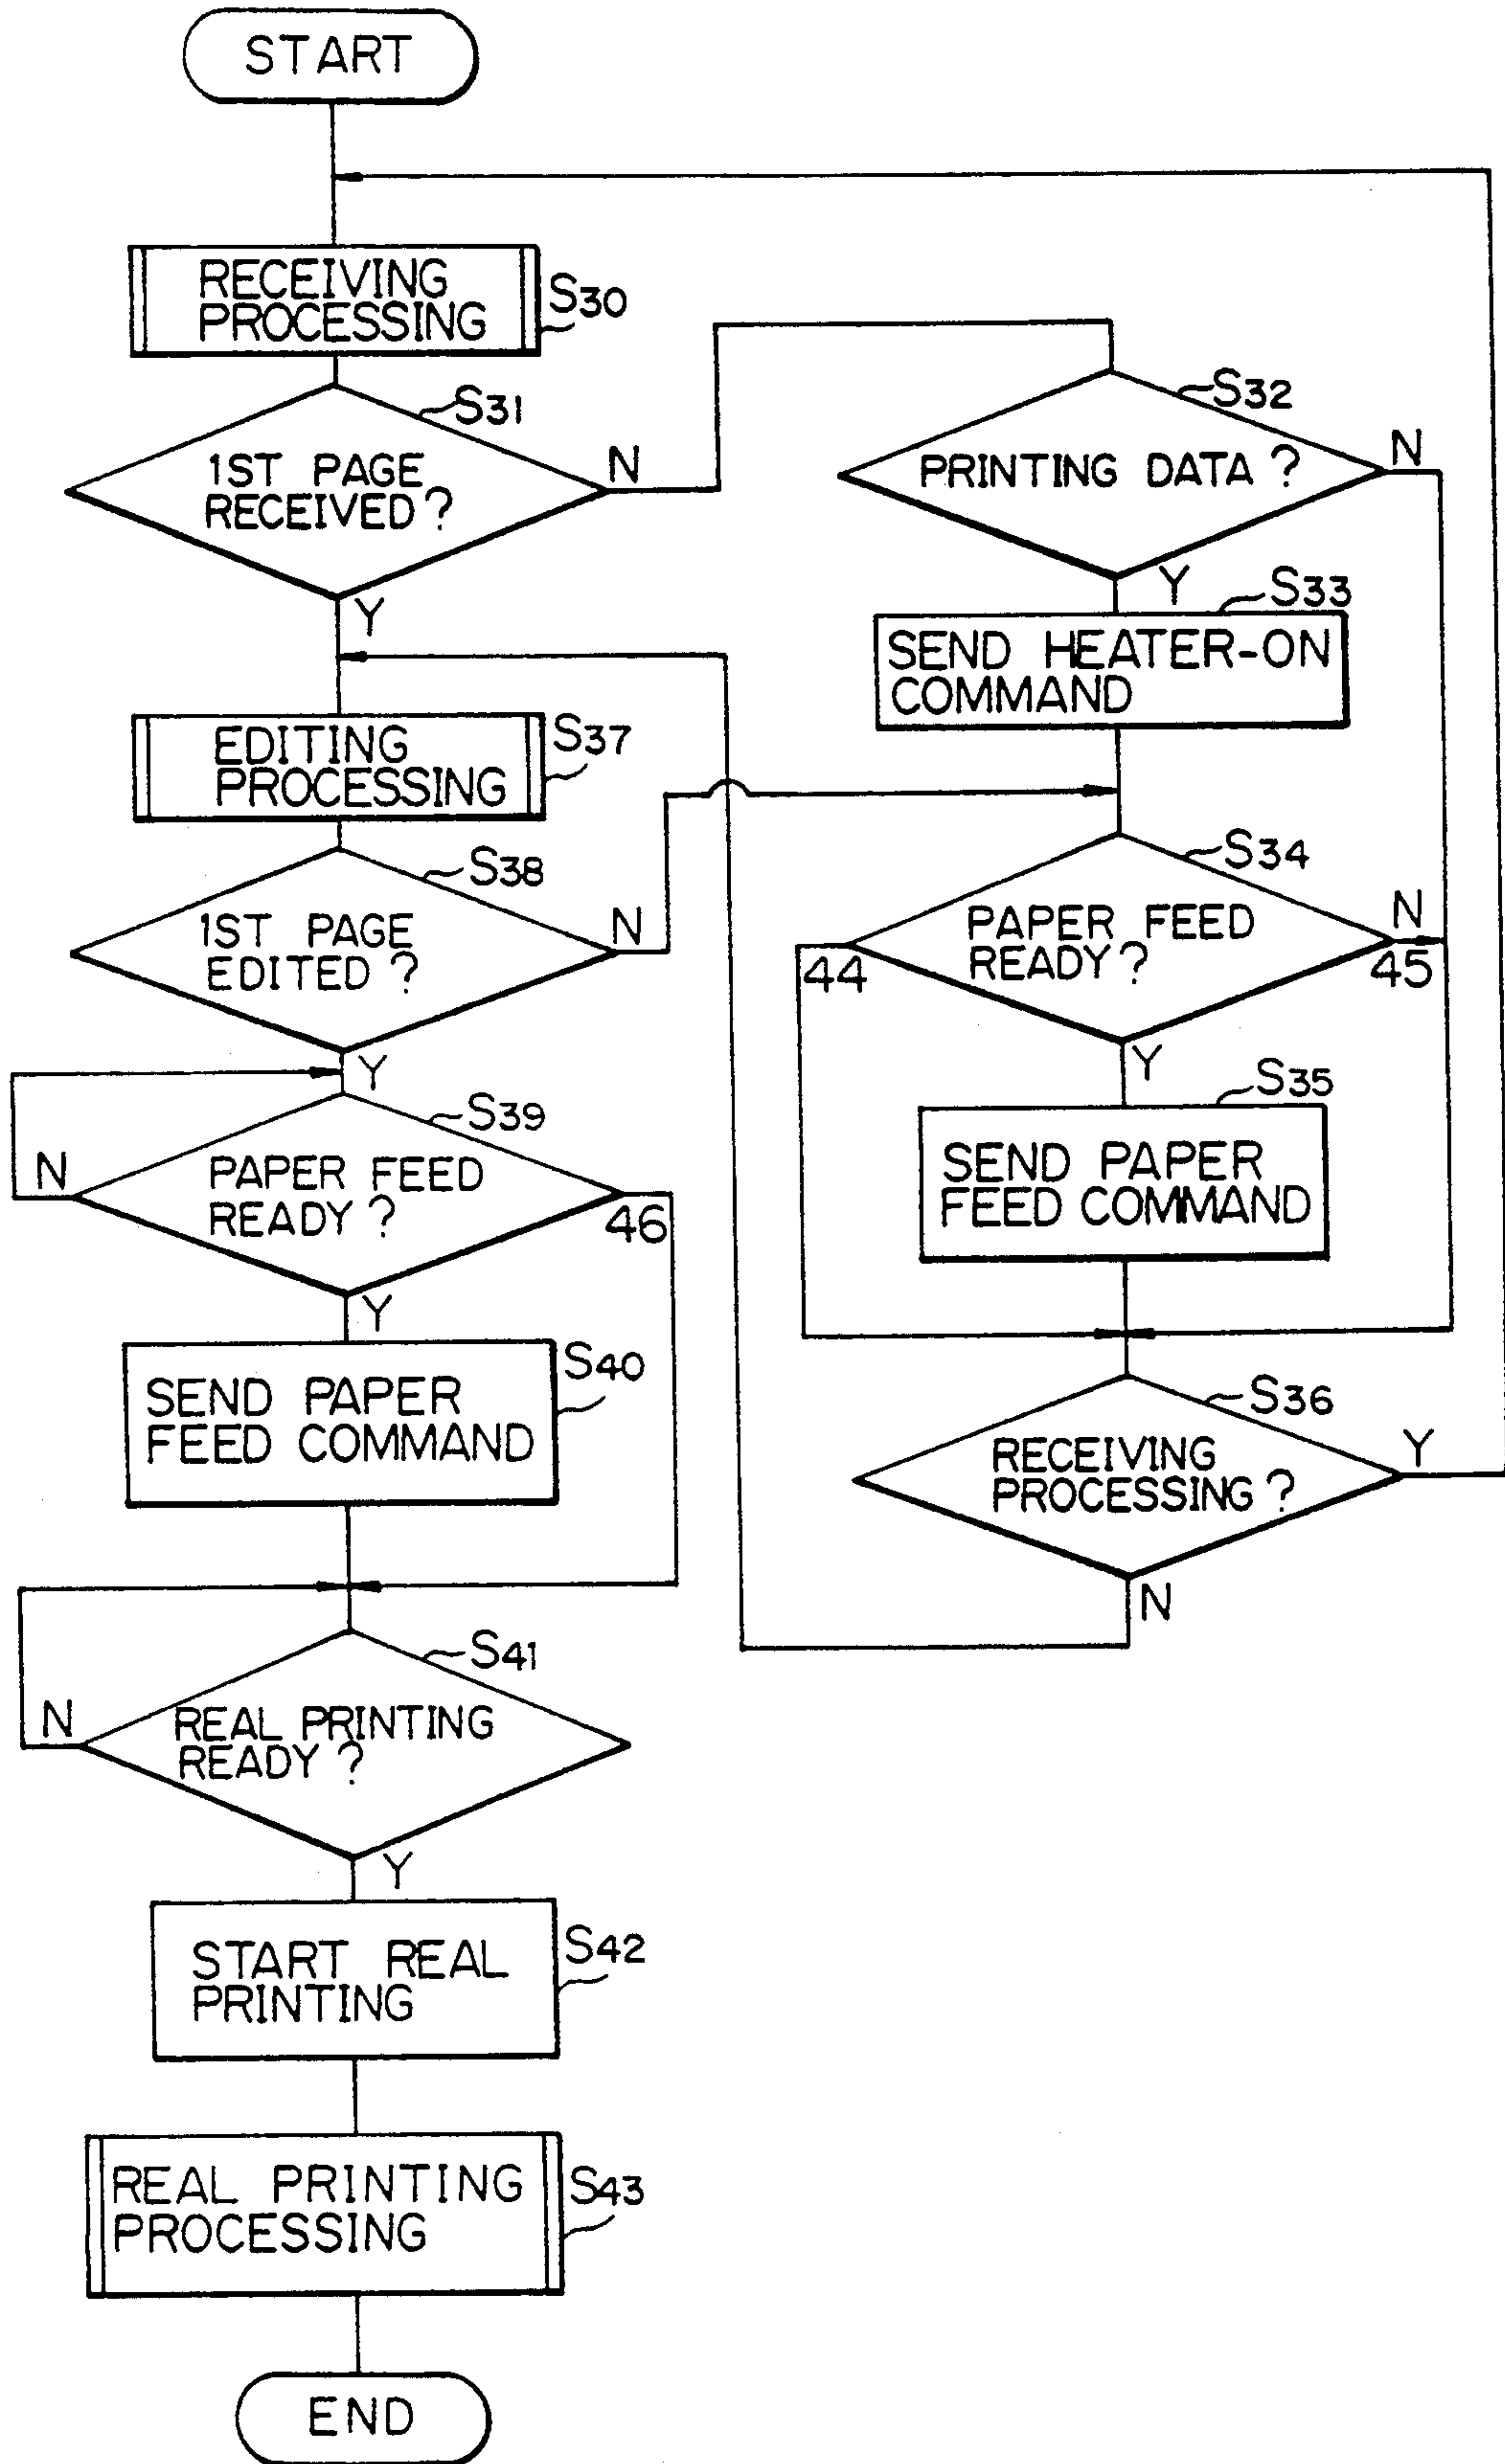 START
RECEIVING
PROCESSING
S30
S31
1ST PAGE
RECEIVED?
N
Y
S32
PRINTING DATA?
N
Y
S33
SEND HEATER-ON
COMMAND
EDITING
PROCESSING
S37
S38
1ST PAGE
EDITED?
N
Y
S34
PAPER FEED
READY?
N
44
45
Y
S35
SEND PAPER
FEED COMMAND
S39
PAPER FEED
READY?
N
46
Y
S40
SEND PAPER
FEED COMMAND
S36
RECEIVING
PROCESSING?
Y
N
S41
REAL PRINTING
READY?
N
Y
START REAL
PRINTING
S42
REAL PRINTING
PROCESSING
S43
END